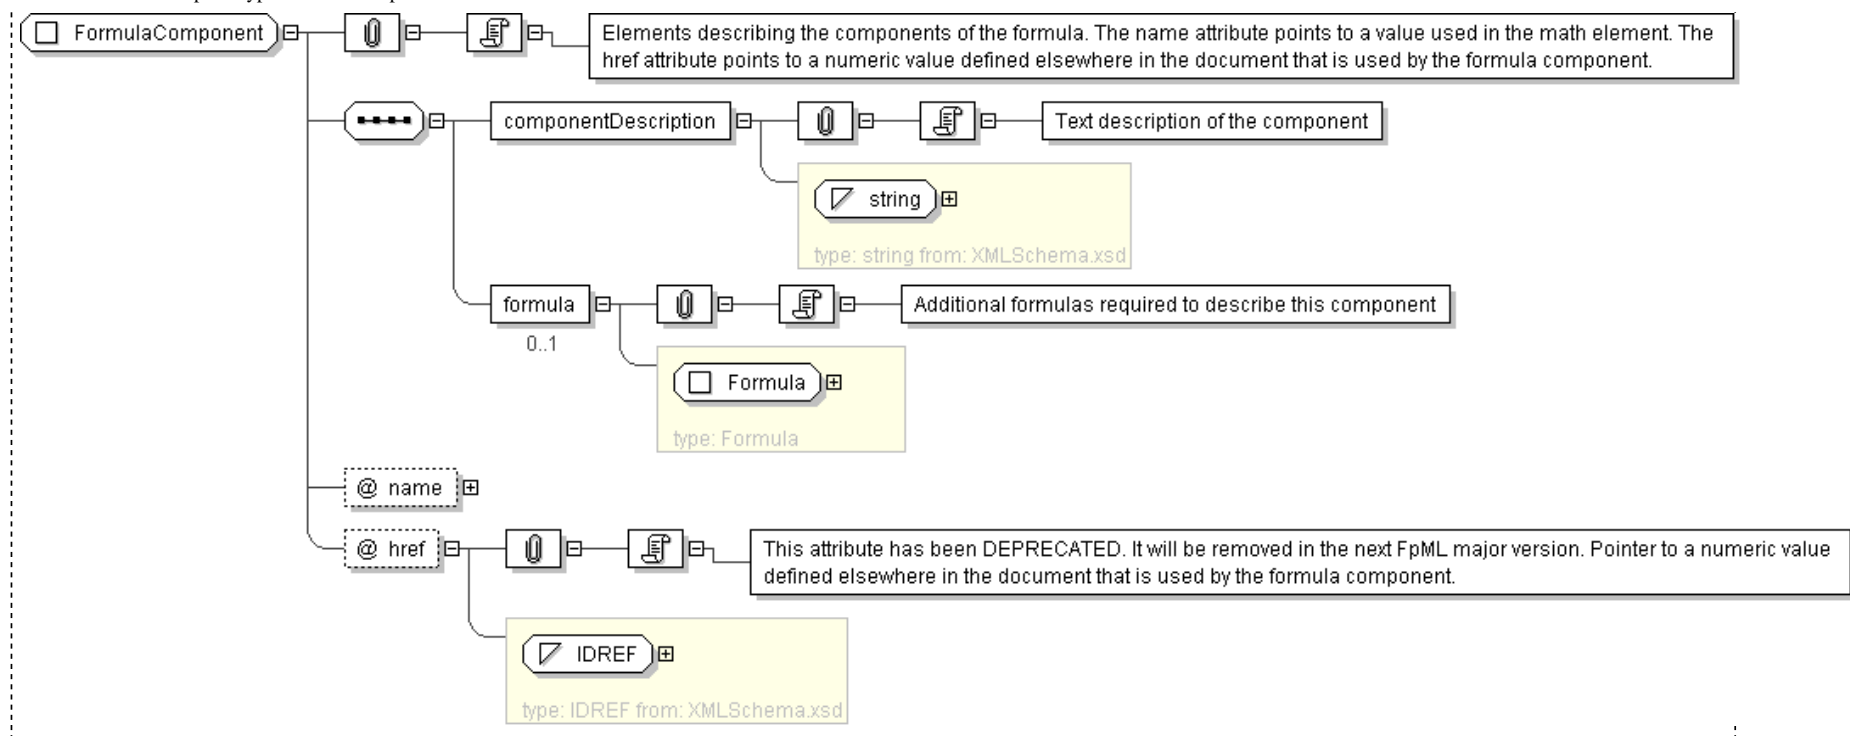 FormulaComponent
Elements describing the components of the formula. The name attribute points to a value used in the math element. The
href attribute points to a numeric value defined elsewhere in the document that is used by the formula component.
componentDescription
Text description of the component
string
type: string from: XMLSchema.xsd
formula
Additional formulas required to describe this component
0..1
Formula
type: Formula
@ name
@ href
This attribute has been DEPRECATED. It will be removed in the next FpML major version. Pointer to a numeric value
defined elsewhere in the document that is used by the formula component.
IDREF
type: IDREF from: XMLSchema.xsd